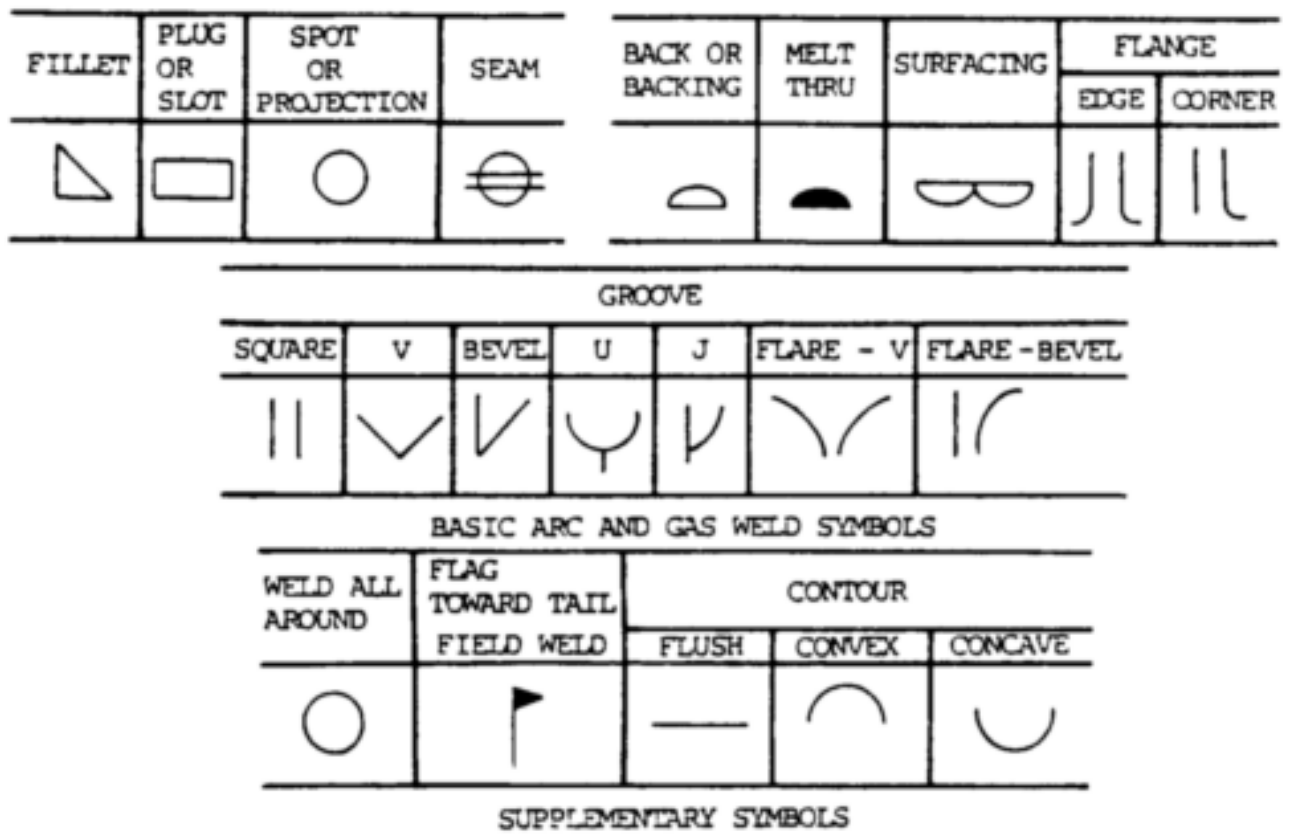 FILLET
PLUG
OR
SLOT
SPOT
OR
PROJECTION
SEAM
BACK OR
BACKING
MELT
THRU
SURFACING
FLANGE
EDGE
CORNER
GROOVE
SQUARE
V
BEVEL
U
J
FLARE - V
FLARE - BEVEL
BASIC ARC AND GAS WELD SYMBOLS
WELD ALL
AROUND
FLAG
TOWARD TAIL
FIELD WELD
CONTOUR
FLUSH
CONVEX
CONCAVE
SUPPLEMENTARY SYMBOLS